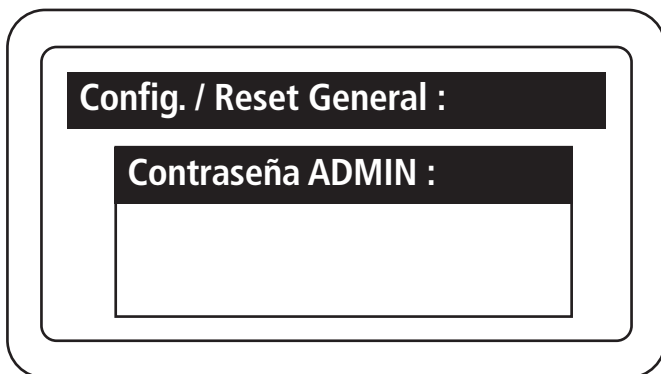 Config. / Reset General :
Contraseña ADMIN :